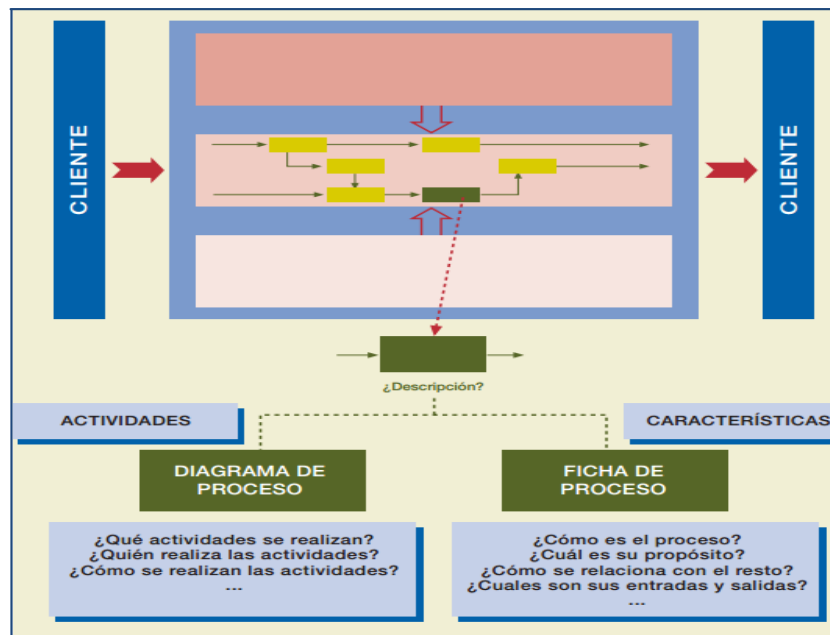 CLIENTE
CLIENTE
¿Descripción?
ACTIVIDADES
CARACTERÍSTÍCAS
DIAGRAMA DE
PROCESO
FICHA DE
PROCESO
¿Qué actividades se realizan?
¿Quién realiza las actividades?
¿Cómo se realizan las actividades?
...
¿Cómo es el proceso?
¿Cuál es su propósito?
¿Cómo se relaciona con el resto?
¿Cuales son sus entradas y salidas?
...